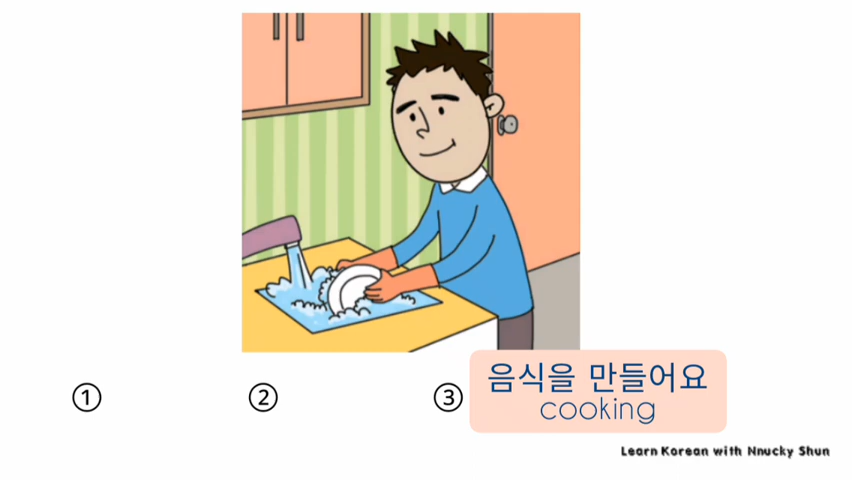 ① ② ③ 음식을 만들어요
cooking
Learn Korean with Nnucky Shun